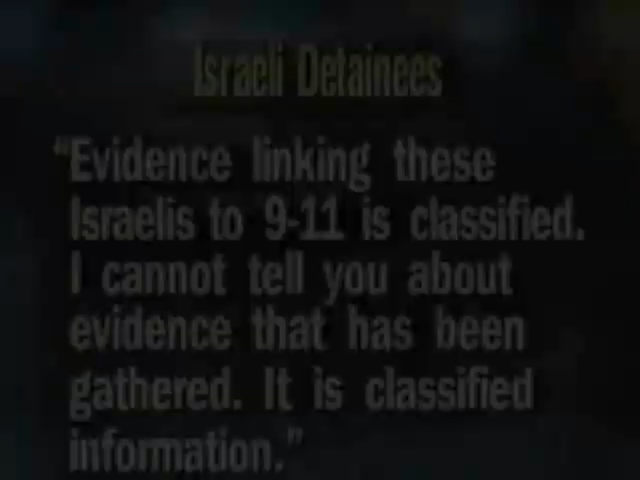 Israeli Detainees
"Evidence linking these
Israelis to 9-11 is classified.
I cannot tell you about
evidence that has been
gathered. It is classified
information."